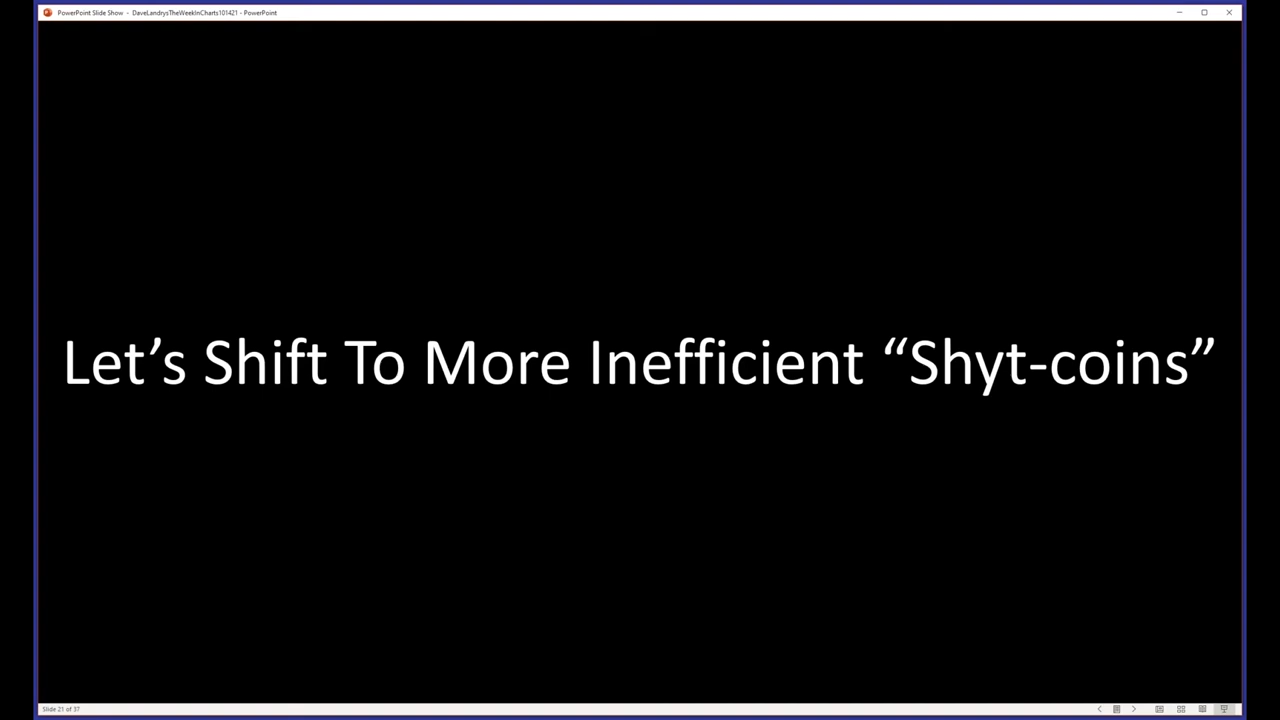 PowerPoint Slide Show - DaveLandrysTheWeekInCharts101421 - PowerPoint
Let’s Shift To More Inefficient “Shyt-coins”
Slide 21 of 37